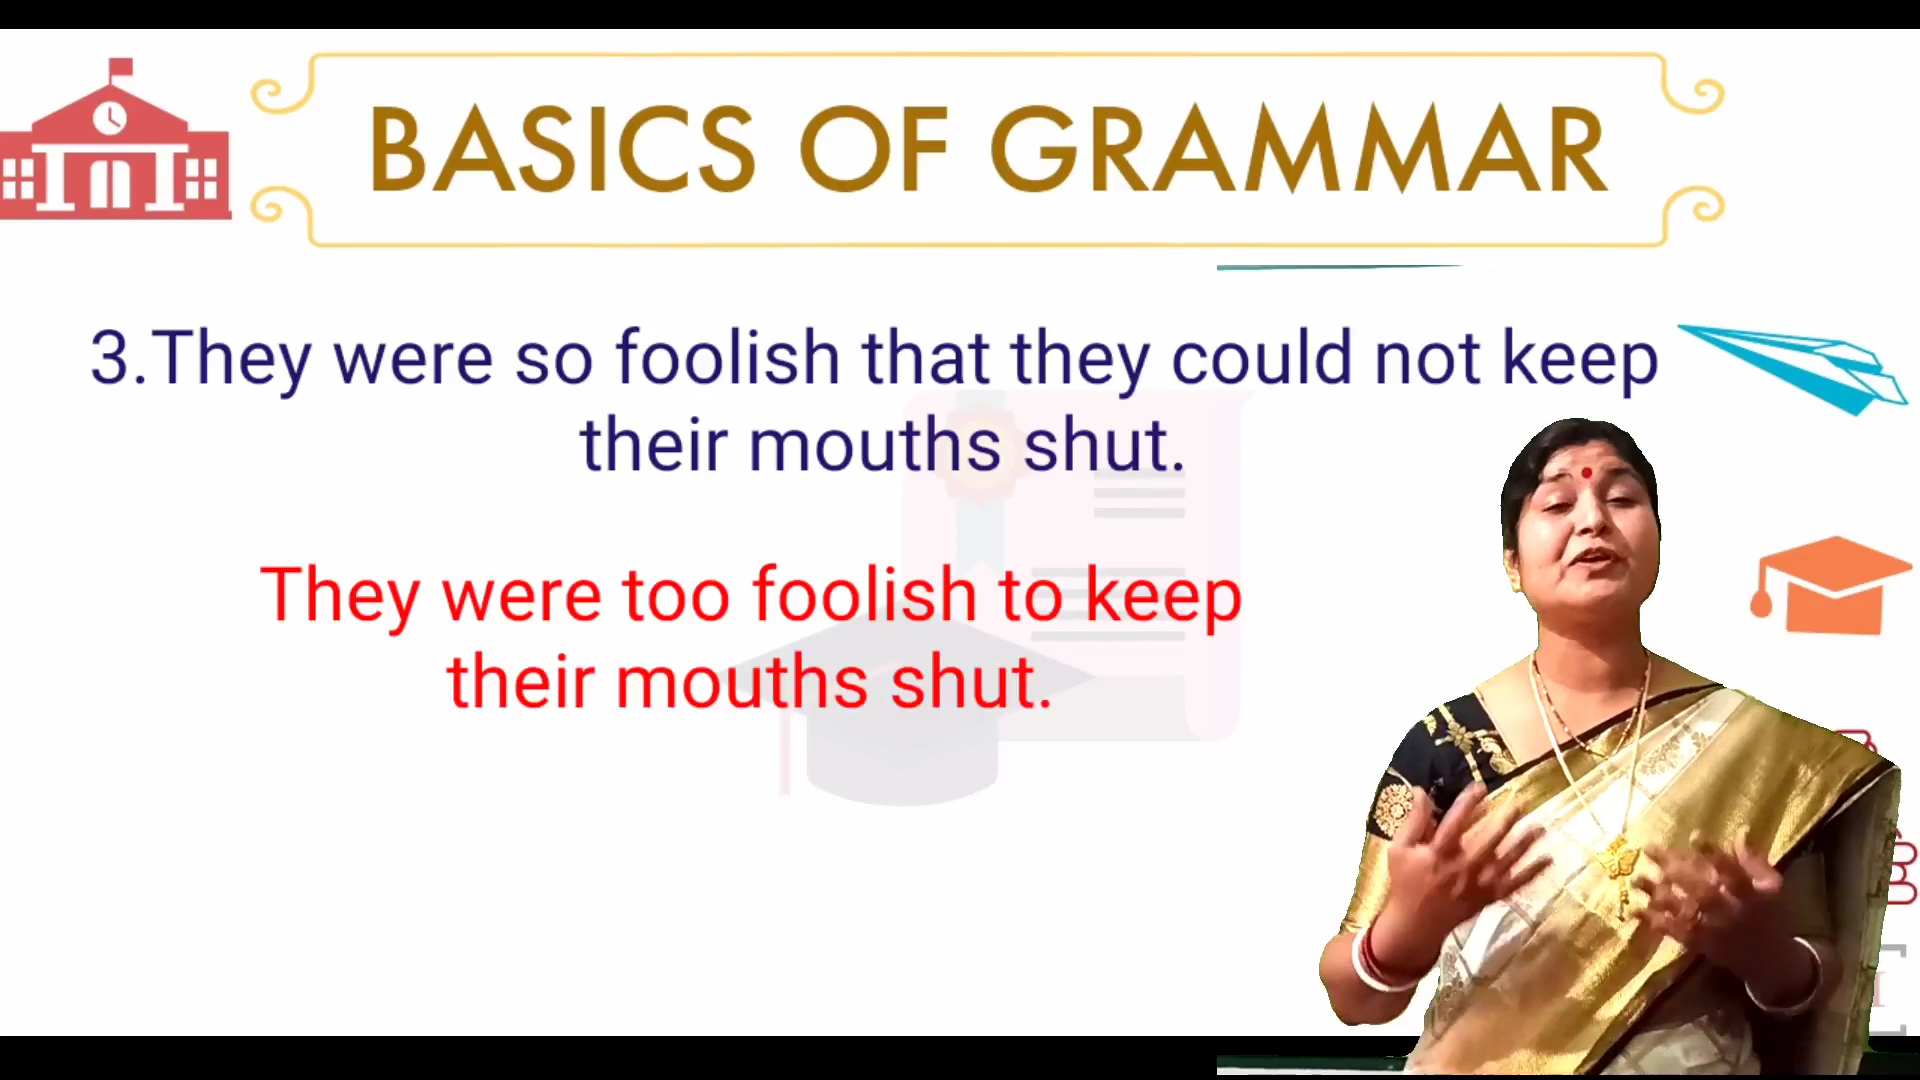 BASICS OF GRAMMAR
3.They were so foolish that they could not keep
their mouths shut.
They were too foolish to keep
their mouths shut.